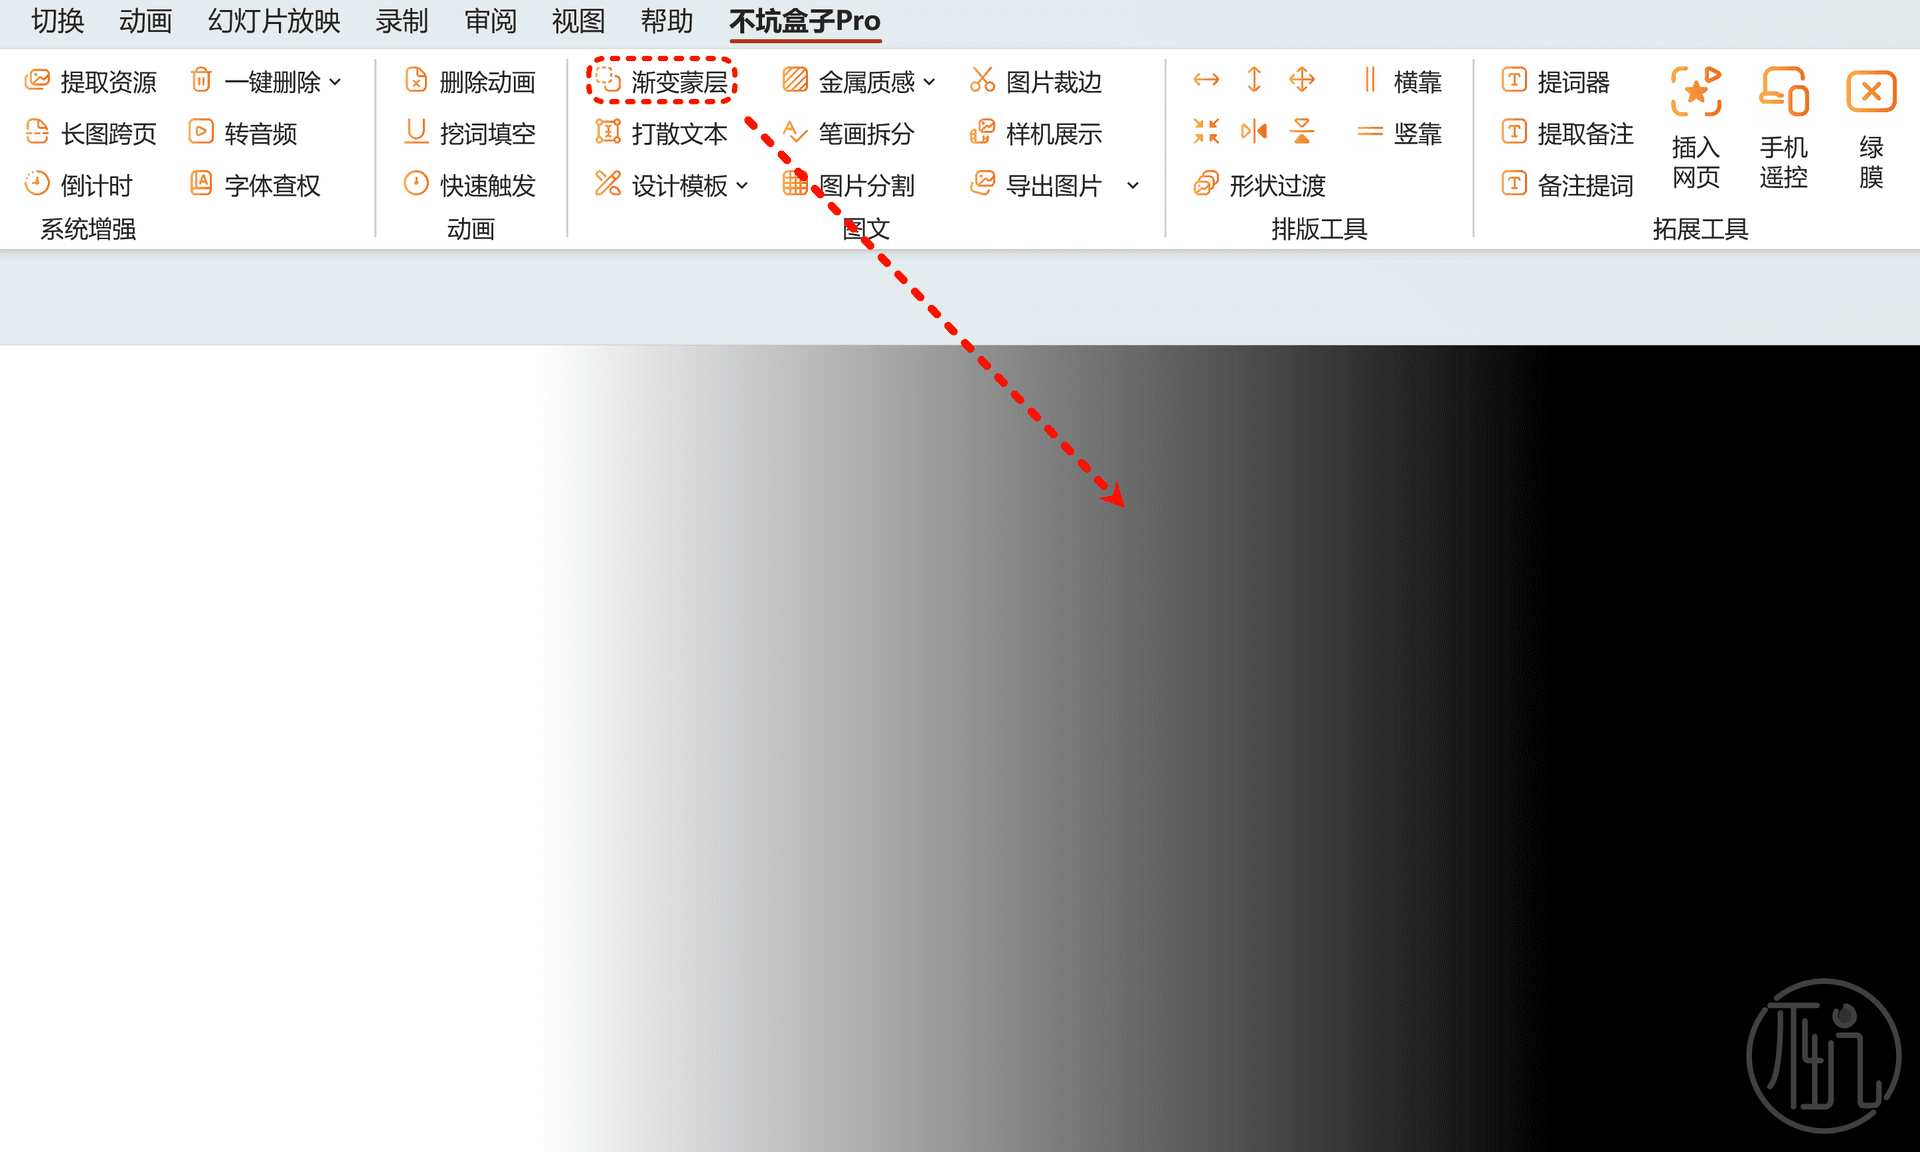 切换 动画 幻灯片放映 录制 审阅 视图 帮助 不坑盒子Pro
提取资源 一键删除 删除动画 渐变蒙层 金属质感 图片裁边 横靠 提词器
长图跨页 转音频 挖词填空 打散文本 笔画拆分 样机展示 竖靠 提取备注
倒计时 字体查权 快速触发 设计模板 图片分割 导出图片 形状过渡 备注提词
插入网页 手机遥控 绿膜
系统增强 动画 图文 排版工具 拓展工具
不坑